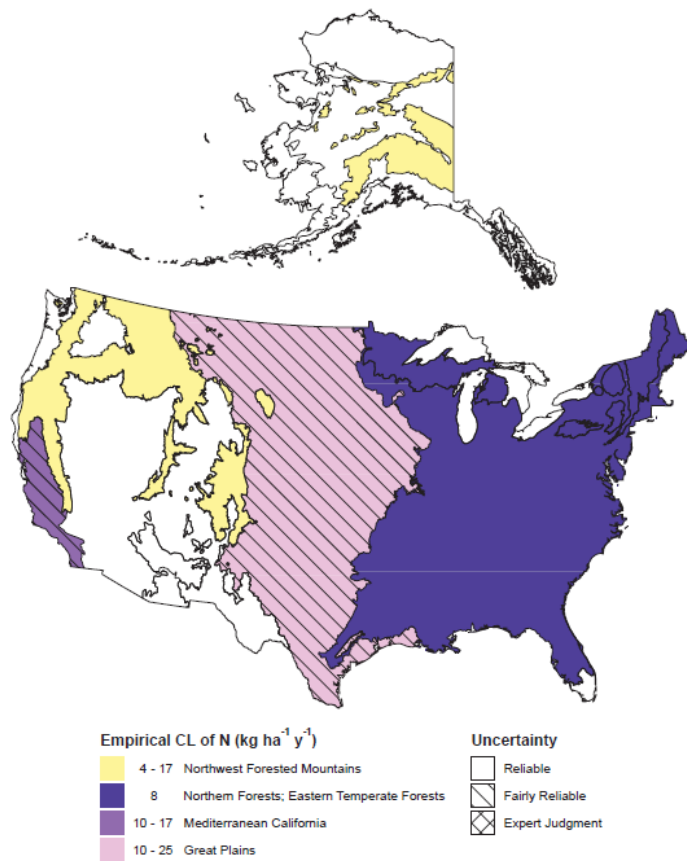 Empirical CL of N (kg ha⁻¹ y⁻¹)
4 - 17 Northwest Forested Mountains
8 Northern Forests; Eastern Temperate Forests
10 - 17 Mediterranean California
10 - 25 Great Plains
Uncertainty
Reliable
Fairly Reliable
Expert Judgment